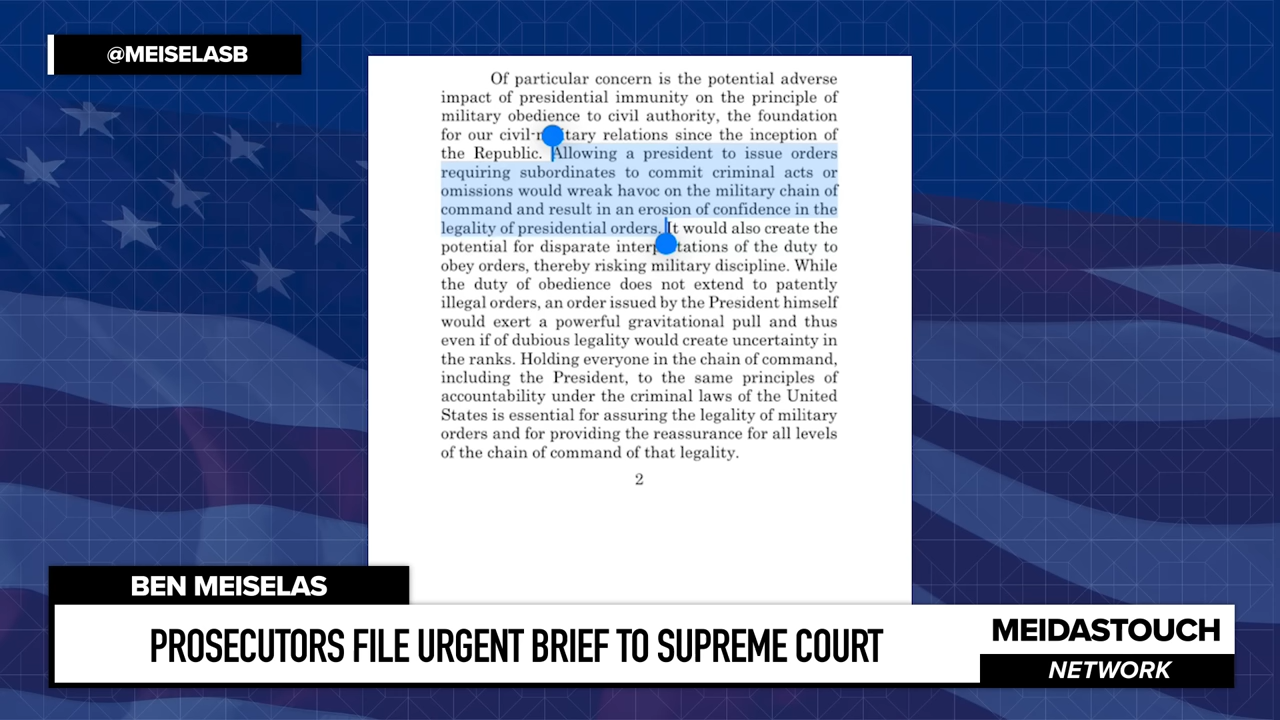 @MEISELASB
Of particular concern is the potential adverse
impact of presidential immunity on the principle of
military obedience to civil authority, the foundation
for our civil-military relations since the inception of
the Republic. Allowing a president to issue orders
requiring subordinates to commit criminal acts or
omissions would wreak havoc on the military chain of
command and result in an erosion of confidence in the
legality of presidential orders. It would also create the
potential for disparate interpretations of the duty to
obey orders, thereby risking military discipline. While
the duty of obedience does not extend to patently
illegal orders, an order issued by the President himself
would exert a powerful gravitational pull and thus
even if of dubious legality would create uncertainty in
the ranks. Holding everyone in the chain of command,
including the President, to the same principles of
accountability under the criminal laws of the United
States is essential for assuring the legality of military
orders and for providing the reassurance for all levels
of the chain of command of that legality.
2
BEN MEISELAS
PROSECUTORS FILE URGENT BRIEF TO SUPREME COURT
MEIDASTOUCH
NETWORK